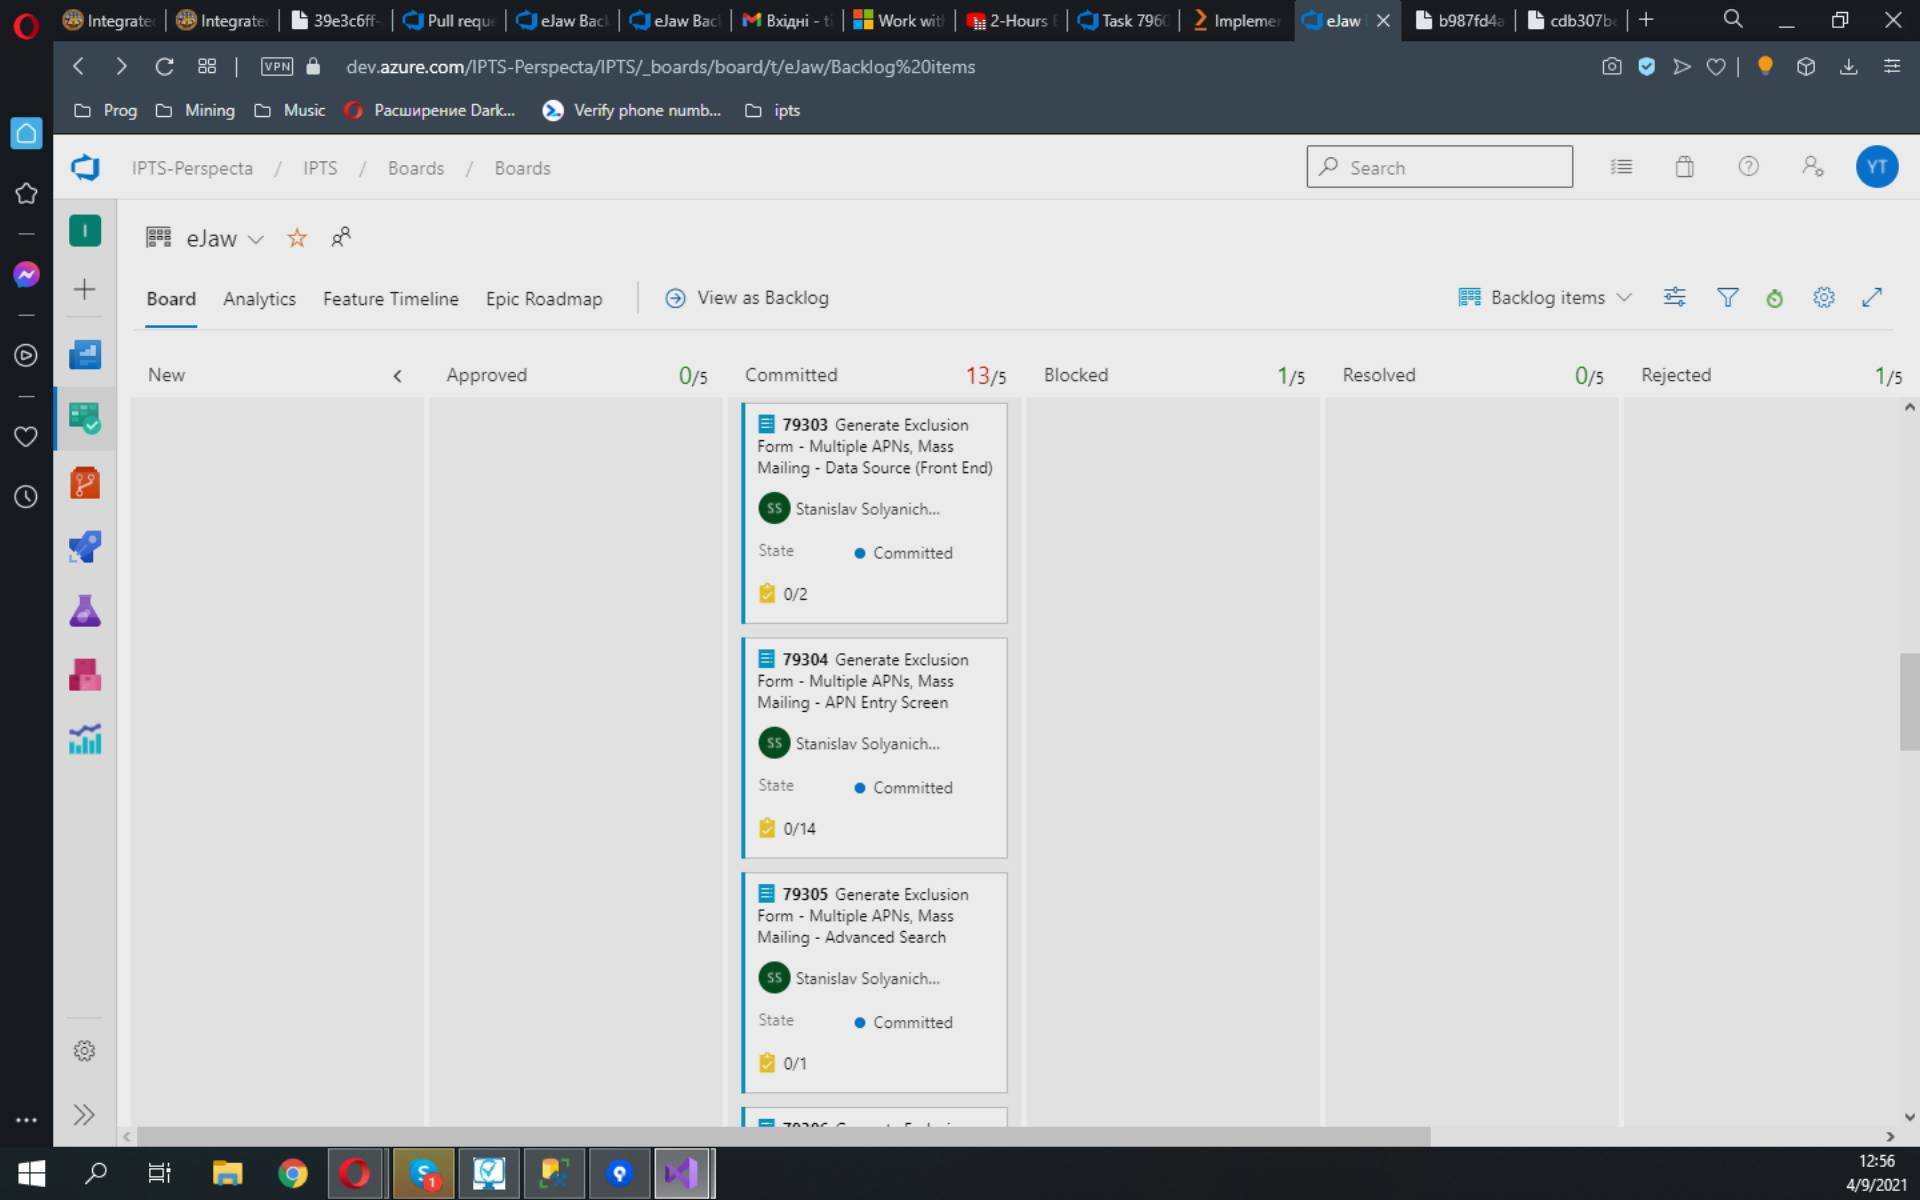 Integrate
Integrate
39e3c6ff-
Pull requ
eJaw Bac
eJaw Bac
Вхідні - t
Work wit
2-Hours
Task 7960
Impleme
eJaw
b987fd4a
cdb307b
VPN
dev.azure.com/IPTS-Perspecta/IPTS/_boards/board/t/eJaw/Backlog%20items
Prog
Mining
Music
Расширение Dark...
Verify phone numb...
ipts
IPTS-Perspecta / IPTS / Boards / Boards
Search
YT
I
eJaw
Board
Analytics
Feature Timeline
Epic Roadmap
View as Backlog
Backlog items
New
Approved 0/5
Committed 13/5
Blocked 1/5
Resolved 0/5
Rejected 1/5
79303 Generate Exclusion
Form - Multiple APNs, Mass
Mailing - Data Source (Front End)
SS Stanislav Solyanich...
State Committed
0/2
79304 Generate Exclusion
Form - Multiple APNs, Mass
Mailing - APN Entry Screen
SS Stanislav Solyanich...
State Committed
0/14
79305 Generate Exclusion
Form - Multiple APNs, Mass
Mailing - Advanced Search
SS Stanislav Solyanich...
State Committed
0/1
1
12:56
4/9/2021